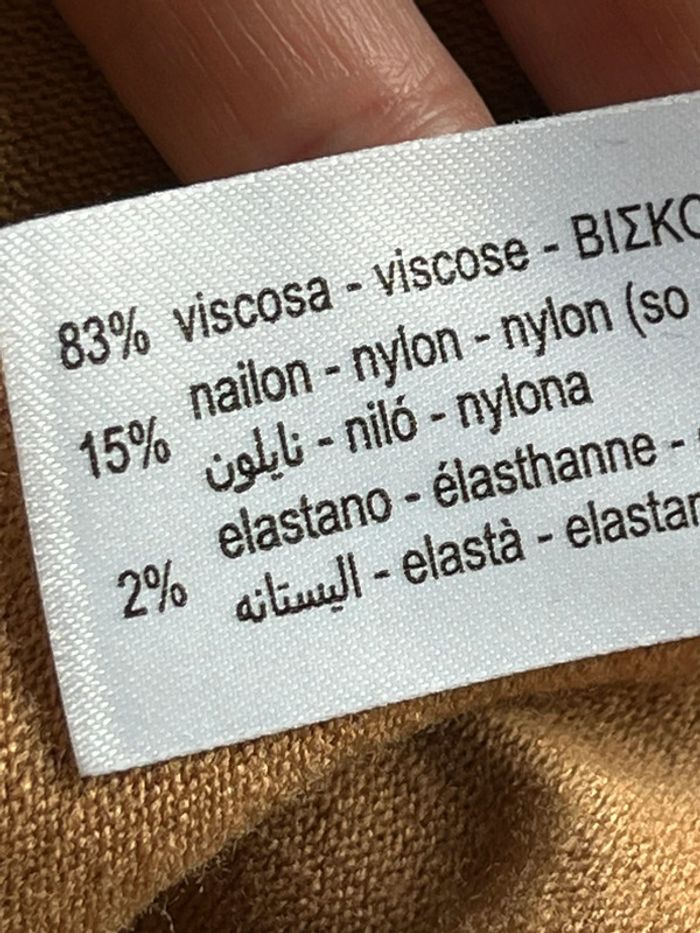 83% viscosa - viscose - ΒΙΣΚΟ
nailon - nylon - nylon (so
15% نايلون - niló - nylona
elastano - élasthanne -
2% اليستانه - elastà - elastan